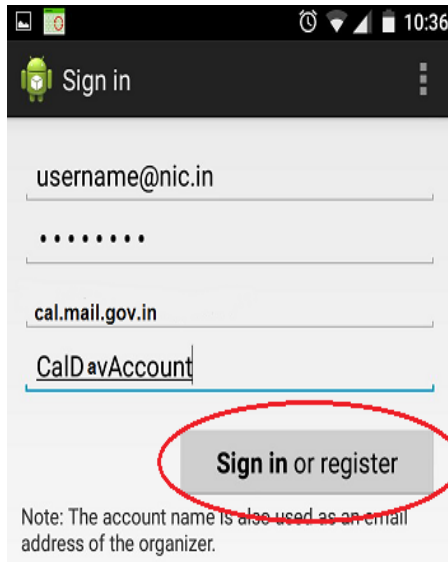 10:36
Sign in
username@nic.in
••••••••
cal.mail.gov.in
CalDavAccount
Sign in or register
Note: The account name is also used as an email
address of the organizer.